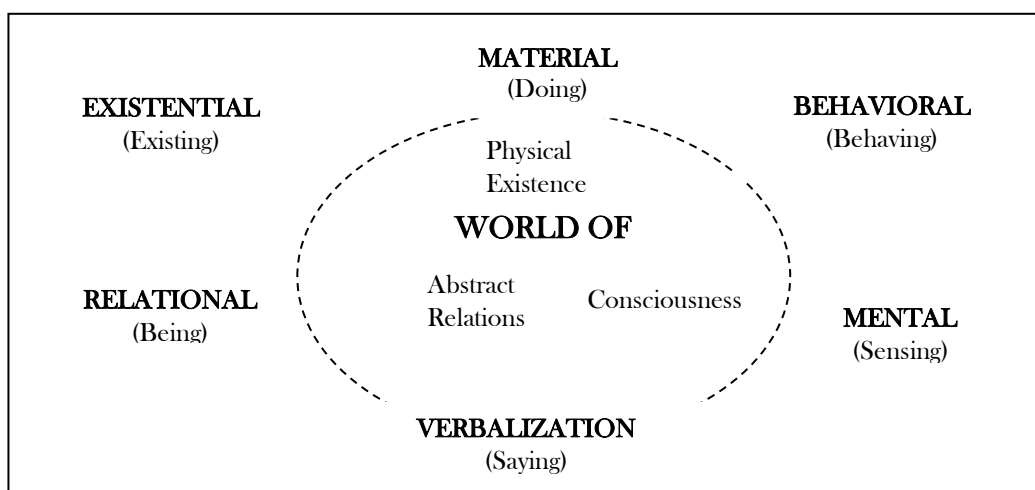 MATERIAL
(Doing)
EXISTENTIAL
(Existing)
BEHAVIORAL
(Behaving)
Physical
Existence
WORLD OF
Abstract
Relations
Consciousness
RELATIONAL
(Being)
MENTAL
(Sensing)
VERBALIZATION
(Saying)